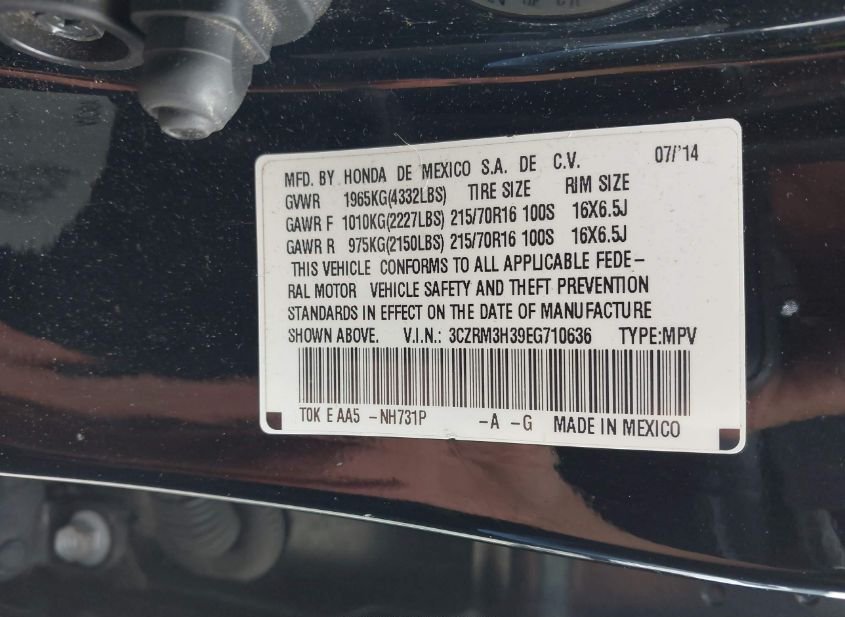 MFD. BY HONDA DE MEXICO S.A. DE C.V. 07/'14
GVWR 1965KG(4332LBS) TIRE SIZE RIM SIZE
GAWR F 1010KG(2227LBS) 215/70R16 100S 16X6.5J
GAWR R 975KG(2150LBS) 215/70R16 100S 16X6.5J
THIS VEHICLE CONFORMS TO ALL APPLICABLE FEDE-
RAL MOTOR VEHICLE SAFETY AND THEFT PREVENTION
STANDARDS IN EFFECT ON THE DATE OF MANUFACTURE
SHOWN ABOVE. V.I.N.: 3CZRM3H39EG710636 TYPE:MPV
T0K E AA5 -NH731P -A -G MADE IN MEXICO